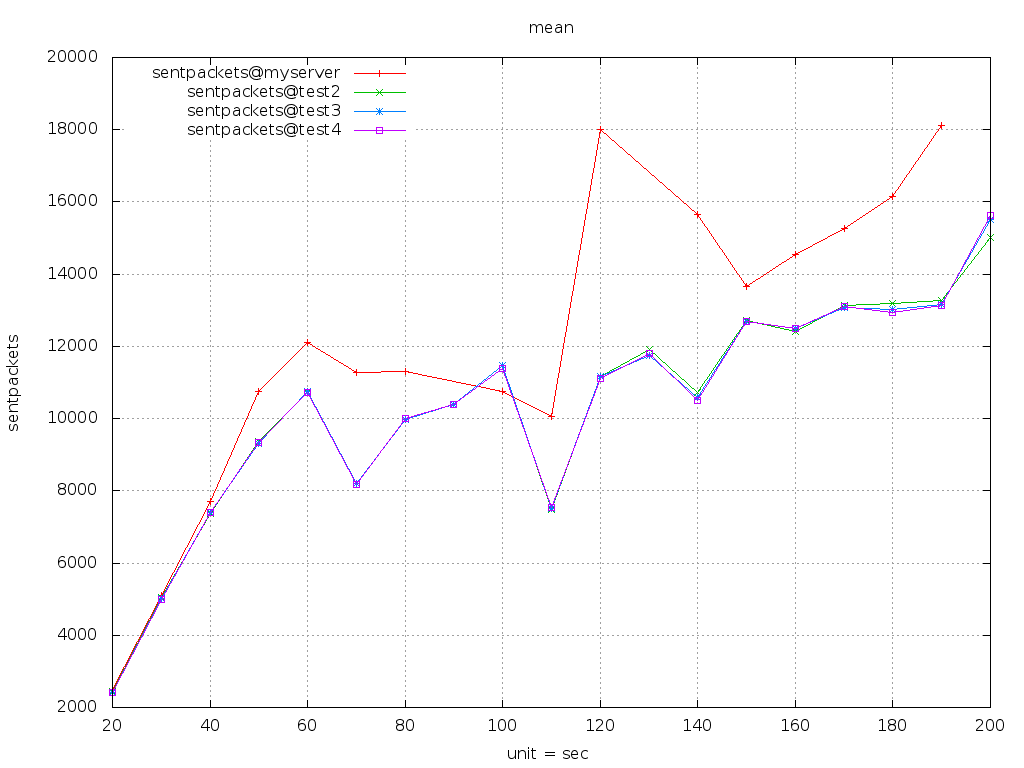 mean
20000
18000
16000
14000
12000
10000
8000
6000
4000
2000
sentpackets
sentpackets@myserver
sentpackets@test2
sentpackets@test3
sentpackets@test4
20 40 60 80 100 120 140 160 180 200
unit = sec